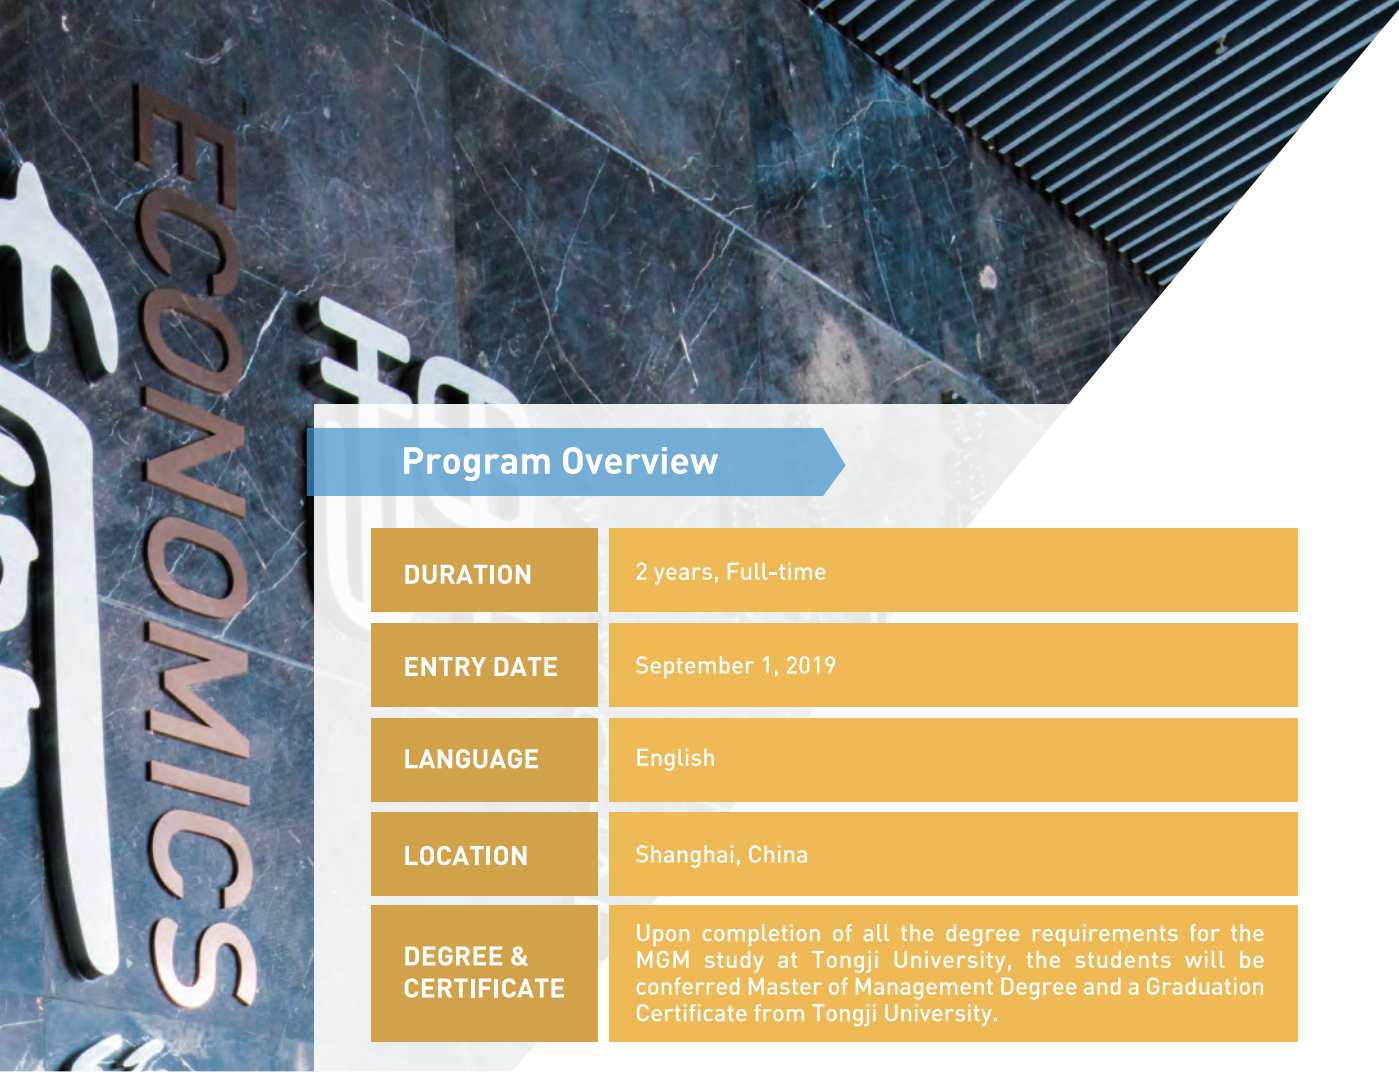 ECONOMICS
Program Overview
DURATION
2 years, Full-time
ENTRY DATE
September 1, 2019
LANGUAGE
English
LOCATION
Shanghai, China
DEGREE &
CERTIFICATE
Upon completion of all the degree requirements for the
MGM study at Tongji University, the students will be
conferred Master of Management Degree and a Graduation
Certificate from Tongji University.